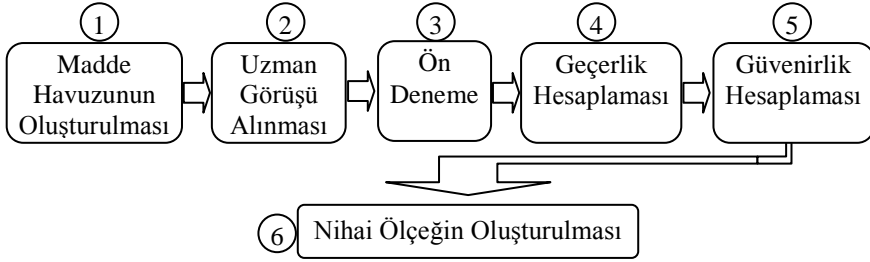 1
Madde
Havuzunun
Oluşturulması
2
Uzman
Görüşü
Alınması
3
Ön
Deneme
4
Geçerlik
Hesaplaması
5
Güvenirlik
Hesaplaması
6
Nihai Ölçeğin Oluşturulması